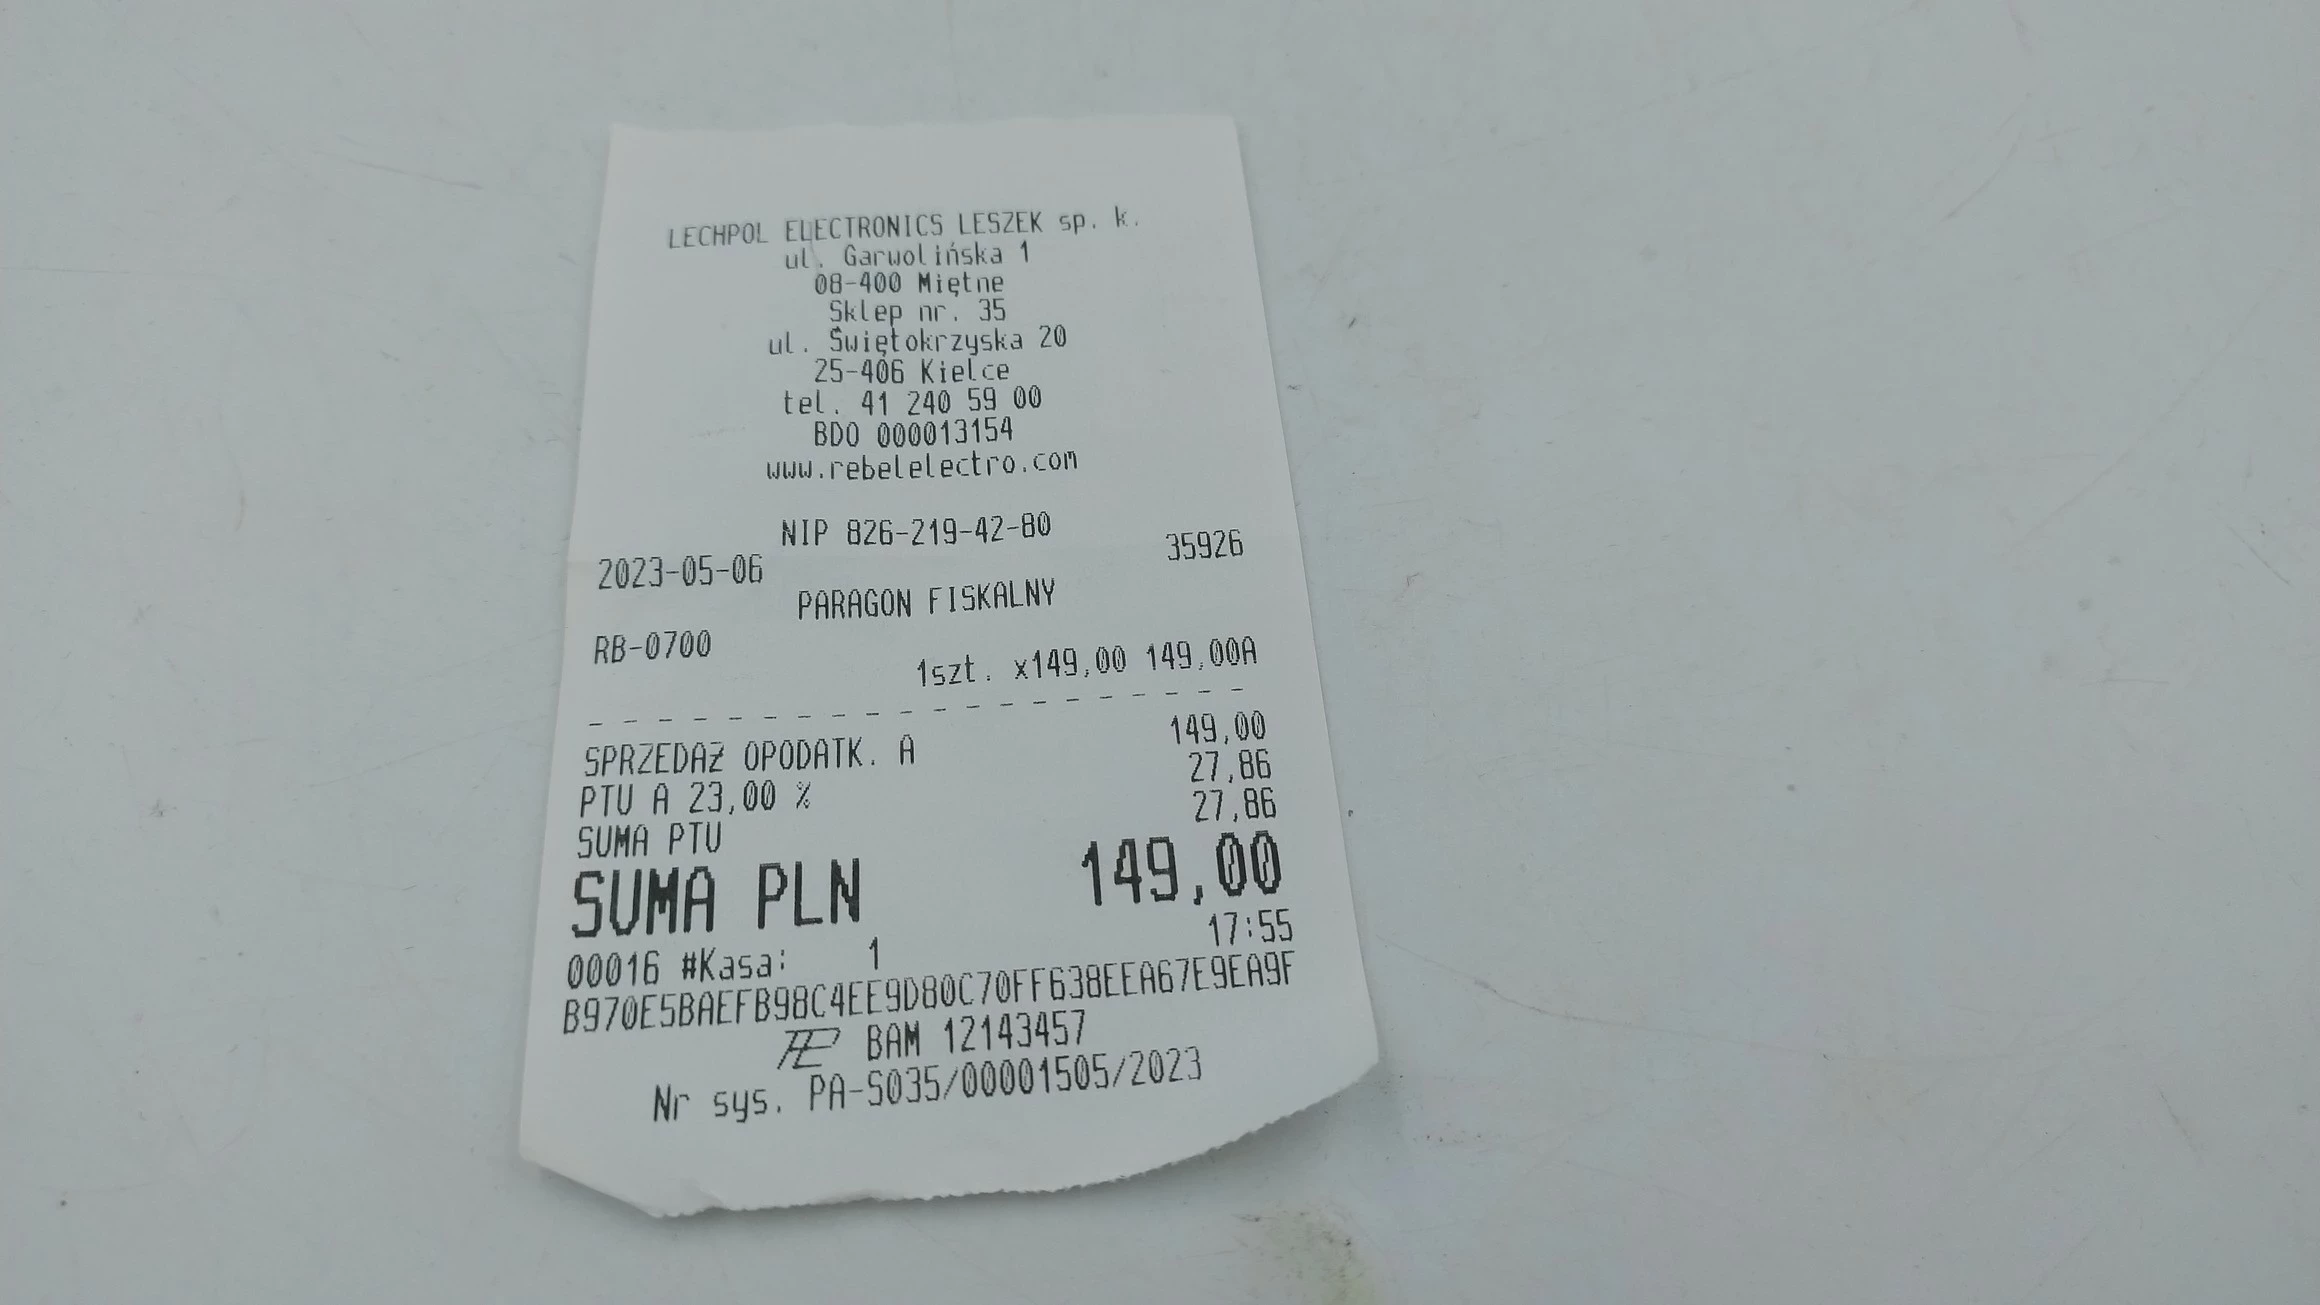 LECHPOL ELECTRONICS LESZEK sp. k.
ul. Garwolińska 1
08-400 Miętne
Sklep nr. 35
ul. Świętokrzyska 20
25-406 Kielce
tel. 41 240 59 00
BDO 000013154
www.rebelelectro.com
NIP 826-219-42-80
2023-05-06 35926
PARAGON FISKALNY
RB-0700
1szt. x149,00 149,00A
SPRZEDAŻ OPODATK. A 149,00
PTU A 23,00 % 27,86
SUMA PTU 27,86
SUMA PLN 149,00
00016 #Kasa: 1 17:55
B970E5BAEFB98C4EE9D80C70FF638EEA67E9EA9F
BAM 12143457
Nr sys. PA-S035/00001505/2023